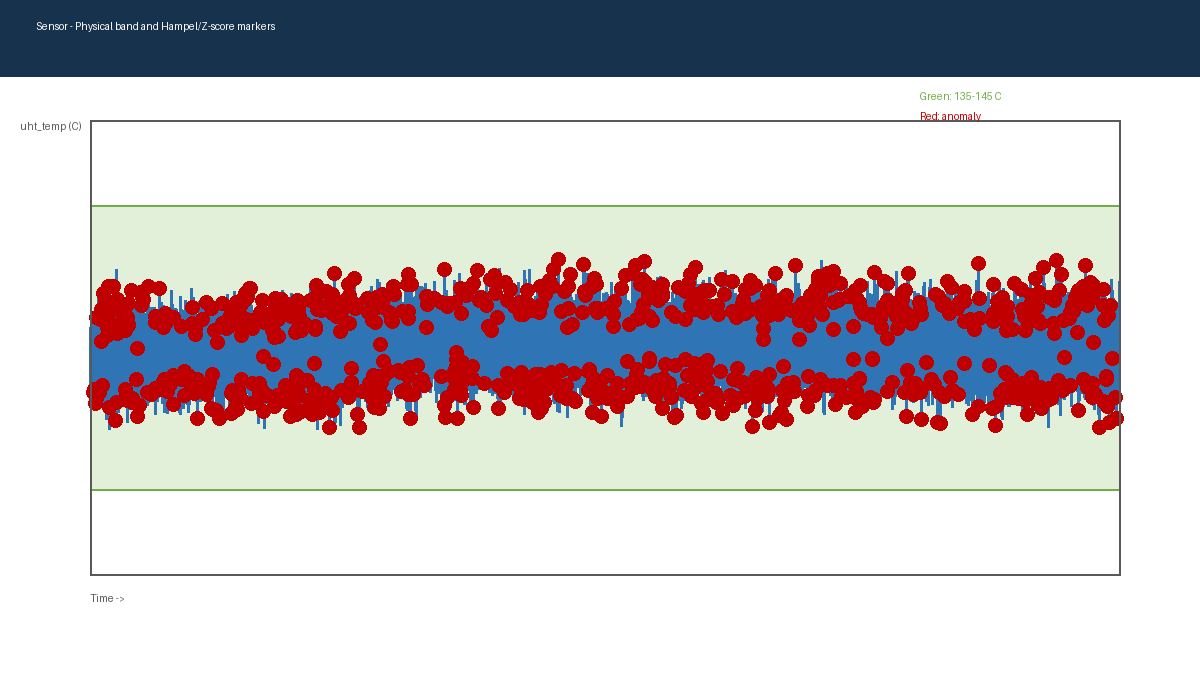 Sensor - Physical band and Hampel/Z-score markers
Green: 135-145 C
Red: anomaly
uht_temp (C)
Time ->